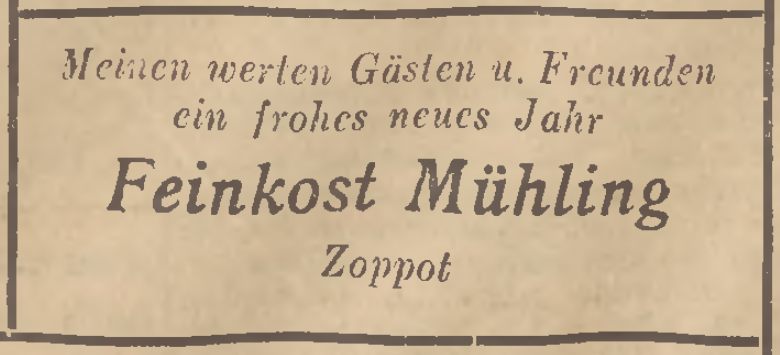 Meinen werten Gästen u. Freunden
ein frohes neues Jahr
Feinkost Mühling
Zoppot